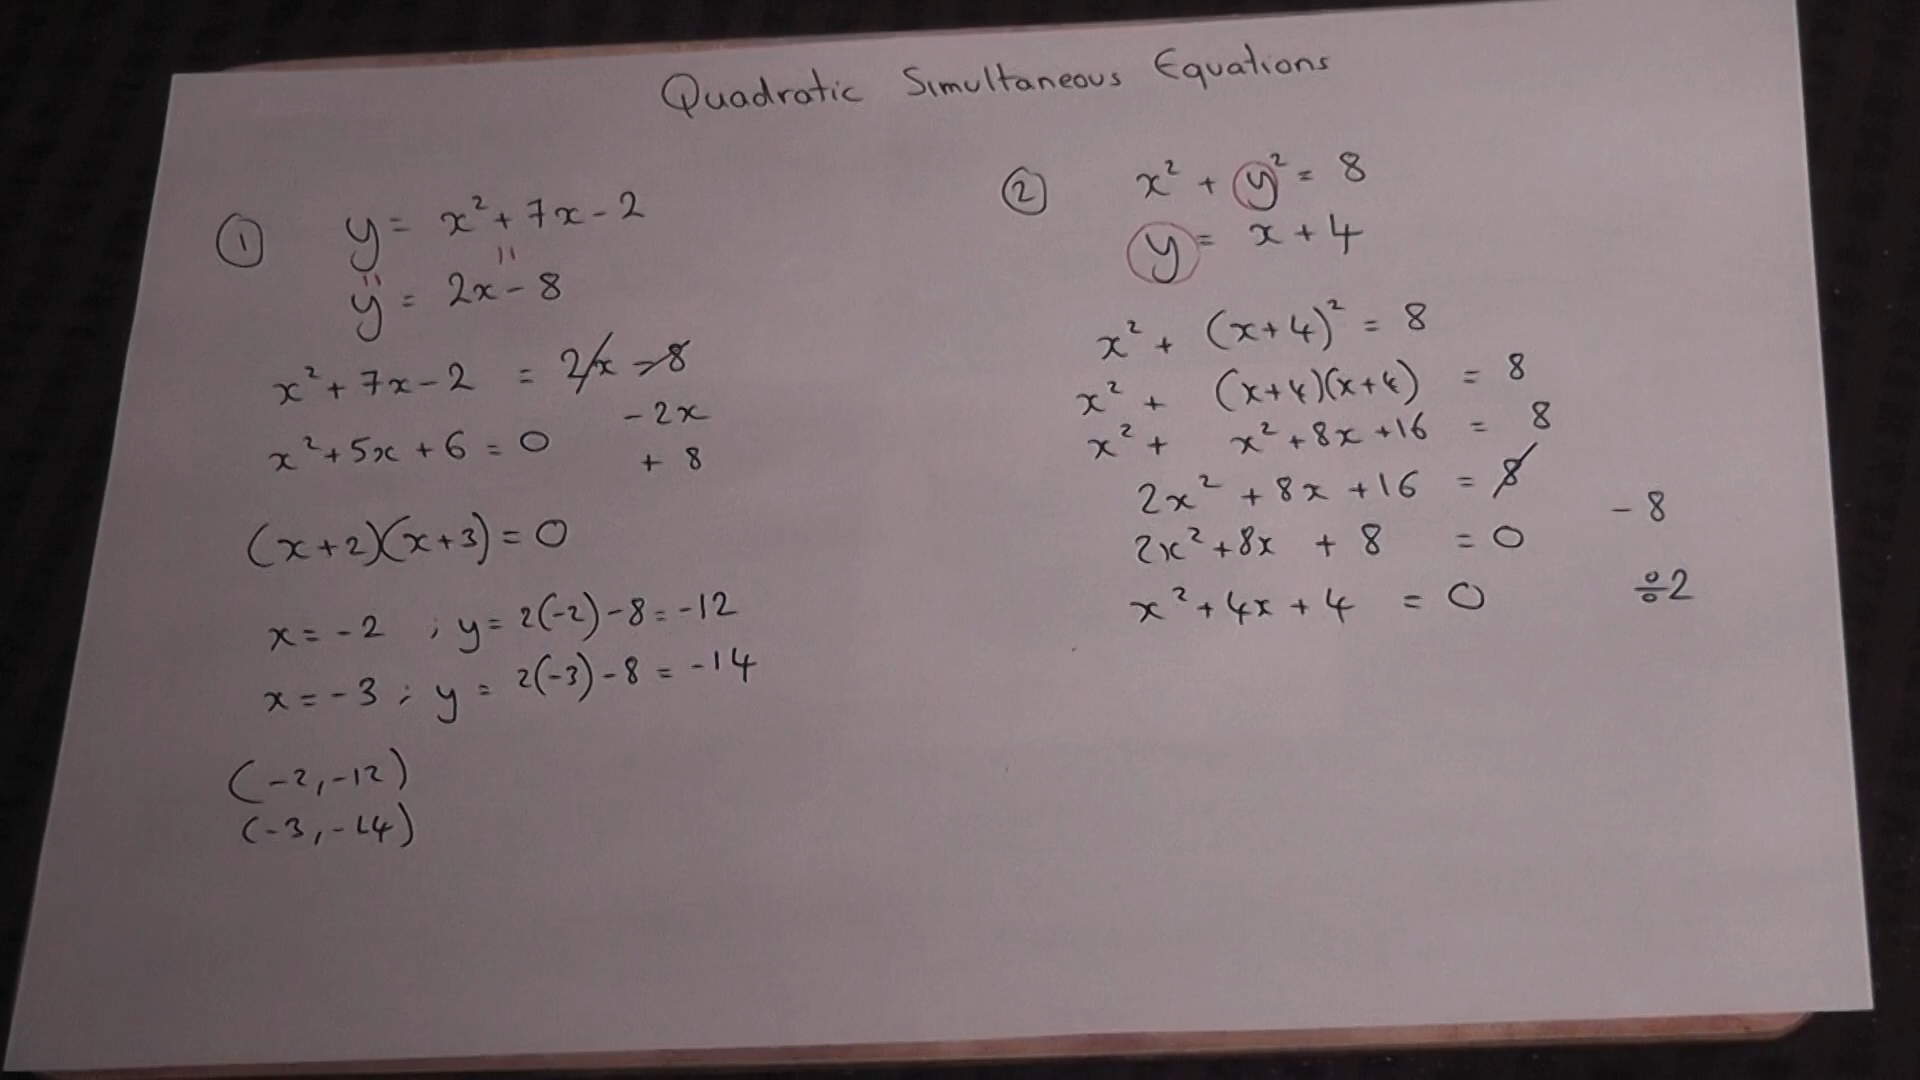 Quadratic Simultaneous Equations
① y = x² + 7x - 2
"
"
y = 2x - 8
x² + 7x - 2 = 2x - 8
- 2x
x² + 5x + 6 = 0 + 8
(x+2)(x+3) = 0
x = -2 ; y = 2(-2) - 8 = -12
x = -3 ; y = 2(-3) - 8 = -14
(-2, -12)
(-3, -14)
② x² + y² = 8
y = x + 4
x² + (x+4)² = 8
x² + (x+4)(x+4) = 8
x² + x² + 8x + 16 = 8
2x² + 8x + 16 = 8
- 8
2x² + 8x + 8 = 0
÷2
x² + 4x + 4 = 0